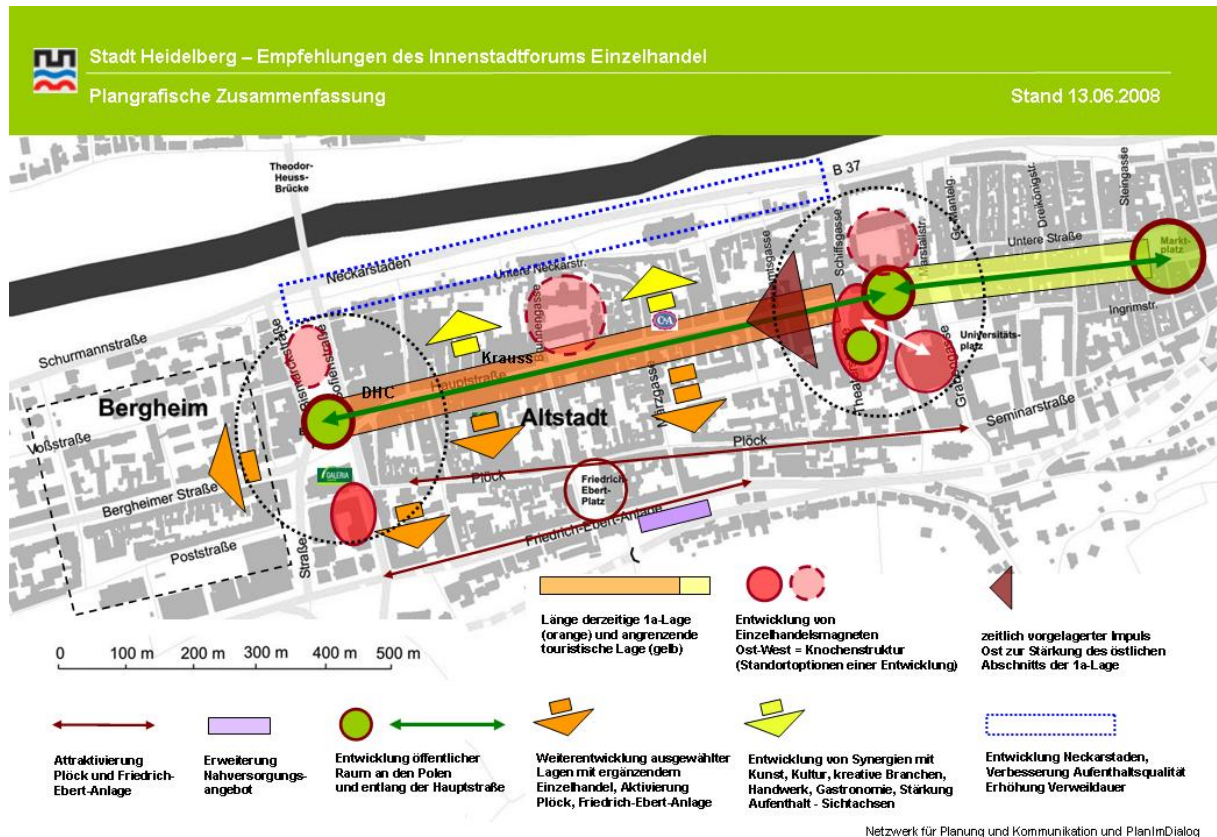 Stadt Heidelberg – Empfehlungen des Innenstadtforums Einzelhandel
Plangrafische Zusammenfassung
Stand 13.06.2008
Theodor-
Heuss-
Brücke
B 37
Neckarstaden
Untere Neckarstr.
Schiffsgasse
Marstallstr.
Dreikönigstr.
Steingasse
Untere Straße
Markt-
platz
Ingrimstr.
Universitäts-
platz
Schurmannstraße
C&A
Krauss
Hauptstraße
DHC
Bergheim
Altstadt
Voßstraße
Bergheimer Straße
Poststraße
Straße
GALERIA
Plöck
Plöck
Seminarstraße
Friedrich-
Ebert-
Platz
Friedrich-Ebert-Anlage
0 100 m 200 m 300 m 400 m 500 m
Länge derzeitige 1a-Lage
(orange) und angrenzende
touristische Lage (gelb)
Entwicklung von
Einzelhandelsmagneten
Ost-West = Knochenstruktur
(Standortoptionen einer Entwicklung)
zeitlich vorgelagerter Impuls
Ost zur Stärkung des östlichen
Abschnitts der 1a-Lage
Attraktivierung
Plöck und Friedrich-
Ebert-Anlage
Erweiterung
Nahversorgungs-
angebot
Entwicklung öffentlicher
Raum an den Polen
und entlang der Hauptstraße
Weiterentwicklung ausgewählter
Lagen mit ergänzendem
Einzelhandel, Aktivierung
Plöck, Friedrich-Ebert-Anlage
Entwicklung von Synergien mit
Kunst, Kultur, kreative Branchen,
Handwerk, Gastronomie, Stärkung
Aufenthalt - Sichtachsen
Entwicklung Neckarstaden,
Verbesserung Aufenthaltsqualität
Erhöhung Verweildauer
Netzwerk für Planung und Kommunikation und PlanImDialog